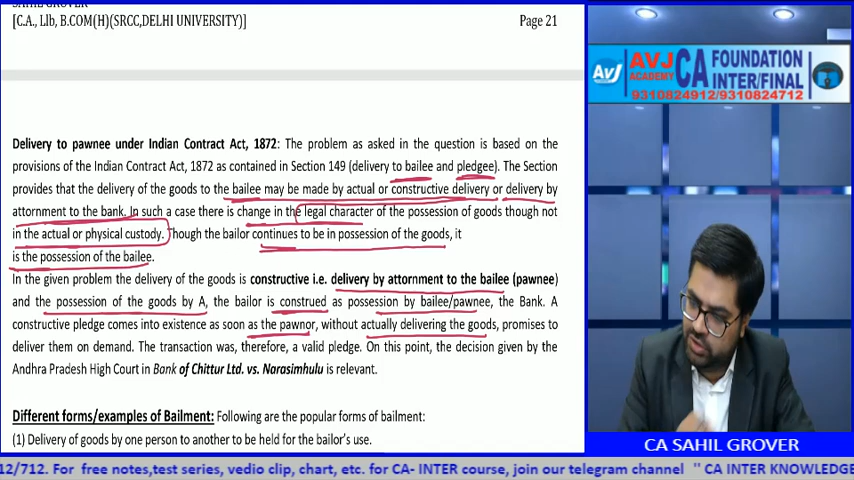 SAHIL GROVER
[C.A., Llb, B.COM(H)(SRCC,DELHI UNIVERSITY)]
Page 21
Delivery to pawnee under Indian Contract Act, 1872: The problem as asked in the question is based on the
provisions of the Indian Contract Act, 1872 as contained in Section 149 (delivery to bailee and pledgee). The Section
provides that the delivery of the goods to the bailee may be made by actual or constructive delivery or delivery by
attornment to the bank. In such a case there is change in the legal character of the possession of goods though not
in the actual or physical custody. Though the bailor continues to be in possession of the goods, it
is the possession of the bailee.
In the given problem the delivery of the goods is constructive i.e. delivery by attornment to the bailee (pawnee)
and the possession of the goods by A, the bailor is construed as possession by bailee/pawnee, the Bank. A
constructive pledge comes into existence as soon as the pawnor, without actually delivering the goods, promises to
deliver them on demand. The transaction was, therefore, a valid pledge. On this point, the decision given by the
Andhra Pradesh High Court in Bank of Chittur Ltd. vs. Narasimhulu is relevant.
Different forms/examples of Bailment: Following are the popular forms of bailment:
(1) Delivery of goods by one person to another to be held for the bailor's use.
AVJ
AVJ
ACADEMY
CA
FOUNDATION
INTER/FINAL
9310824912/9310824712
CA SAHIL GROVER
12/712. For free notes,test series, vedio clip, chart, etc. for CA- INTER course, join our telegram channel " CA INTER KNOWLEDGE